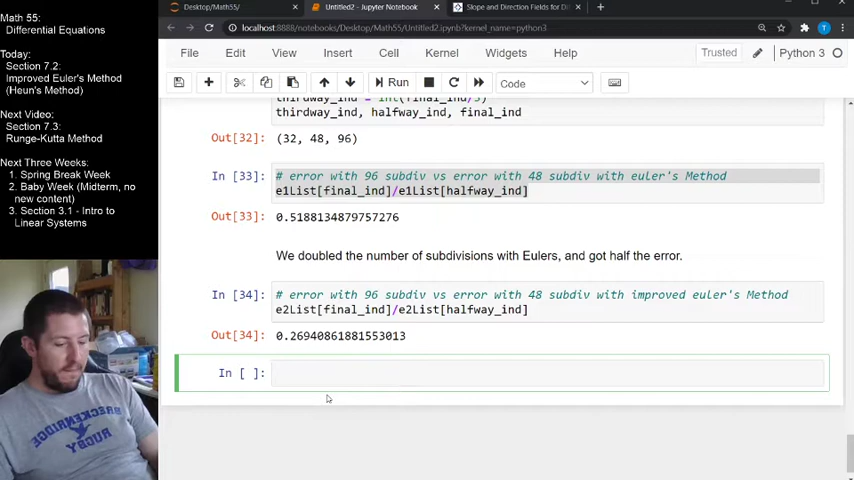 Math 55:
Differential Equations
Today:
Section 7.2:
Improved Euler's Method
(Heun's Method)
Next Video:
Section 7.3:
Runge-Kutta Method
Next Three Weeks:
1. Spring Break Week
2. Baby Week (Midterm, no
new content)
3. Section 3.1 - Intro to
Linear Systems
Desktop/Math55/
Untitled2 - Jupyter Notebook
Slope and Direction Fields for Di
localhost:8888/notebooks/Desktop/Math55/Untitled2.ipynb?kernel_name=python3
T
File Edit View Insert Cell Kernel Widgets Help
Trusted
Python 3
Run
Code
thirdway_ind = int(final_ind/3)
thirdway_ind, halfway_ind, final_ind
Out[32]: (32, 48, 96)
In [33]: # error with 96 subdiv vs error with 48 subdiv with euler's Method
e1List[final_ind]/e1List[halfway_ind]
Out[33]: 0.5188134879757276
We doubled the number of subdivisions with Eulers, and got half the error.
In [34]: # error with 96 subdiv vs error with 48 subdiv with improved euler's Method
e2List[final_ind]/e2List[halfway_ind]
Out[34]: 0.26940861881553013
In [ ]:
BRECKENRIDGE
RUGBY